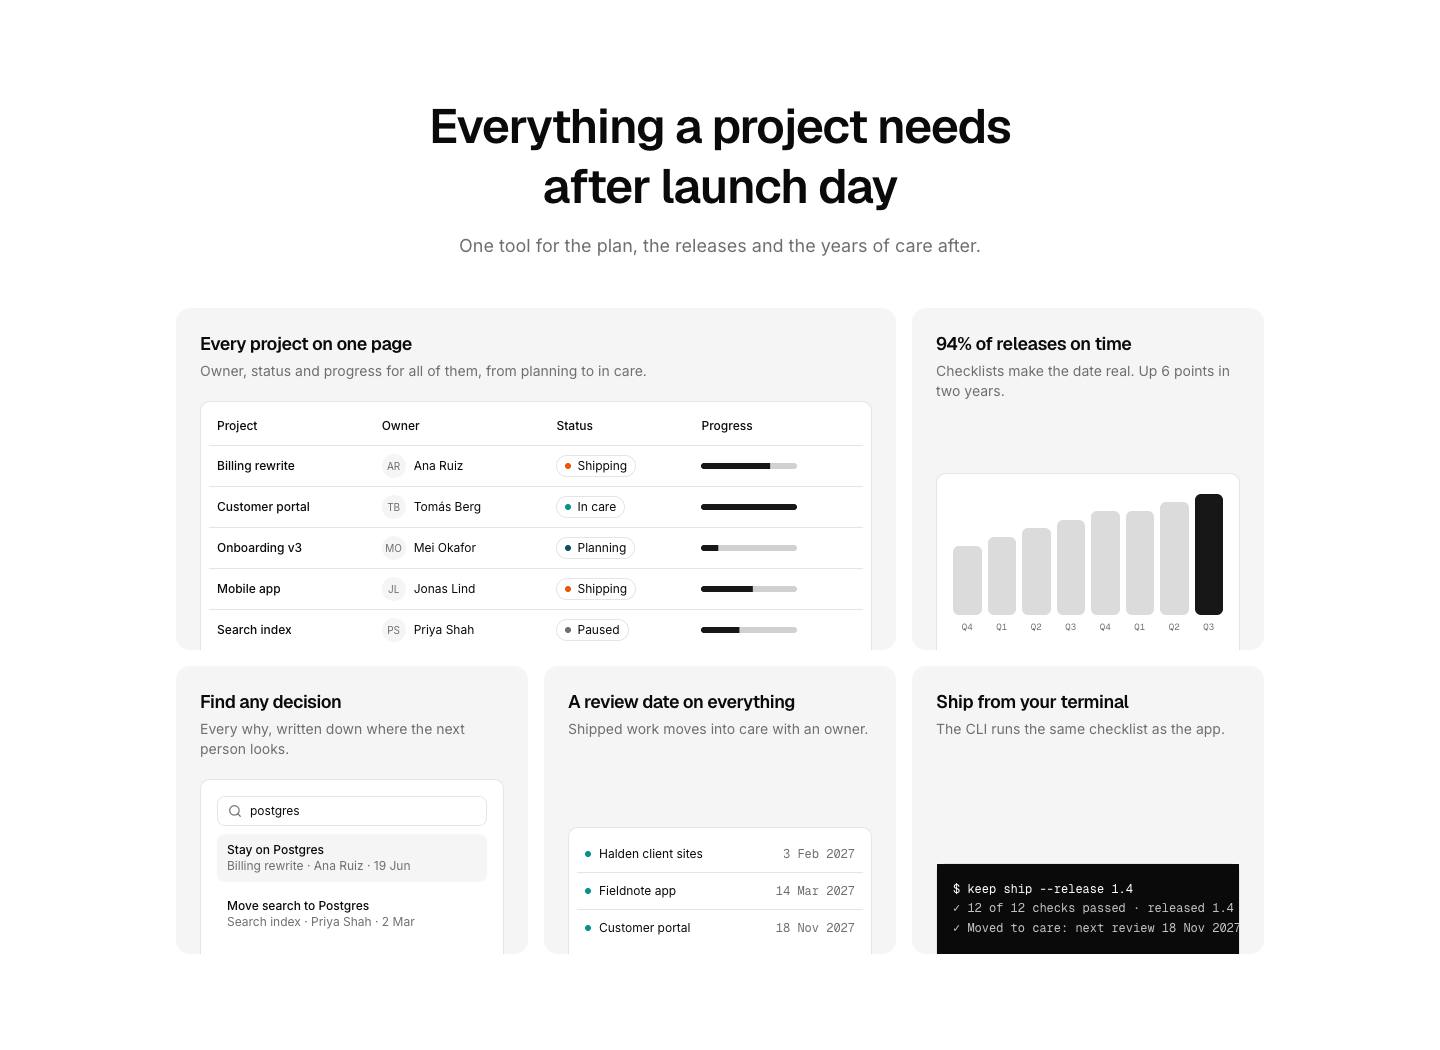 Everything a project needs
after launch day
One tool for the plan, the releases and the years of care after.
Every project on one page
Owner, status and progress for all of them, from planning to in care.
Project Owner Status Progress
Billing rewrite AR Ana Ruiz Shipping
Customer portal TB Tomás Berg In care
Onboarding v3 MO Mei Okafor Planning
Mobile app JL Jonas Lind Shipping
Search index PS Priya Shah Paused
94% of releases on time
Checklists make the date real. Up 6 points in
two years.
Q4 Q1 Q2 Q3 Q4 Q1 Q2 Q3
Find any decision
Every why, written down where the next
person looks.
postgres
Stay on Postgres
Billing rewrite · Ana Ruiz · 19 Jun
Move search to Postgres
Search index · Priya Shah · 2 Mar
A review date on everything
Shipped work moves into care with an owner.
Halden client sites 3 Feb 2027
Fieldnote app 14 Mar 2027
Customer portal 18 Nov 2027
Ship from your terminal
The CLI runs the same checklist as the app.
$ keep ship --release 1.4
✓ 12 of 12 checks passed · released 1.4
✓ Moved to care: next review 18 Nov 2027